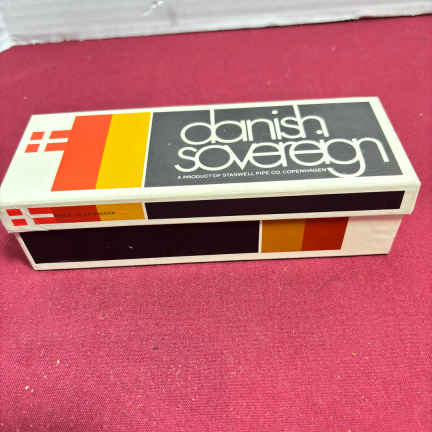 danish
sovereign
A PRODUCT OF STANWELL PIPE CO. COPENHAGEN